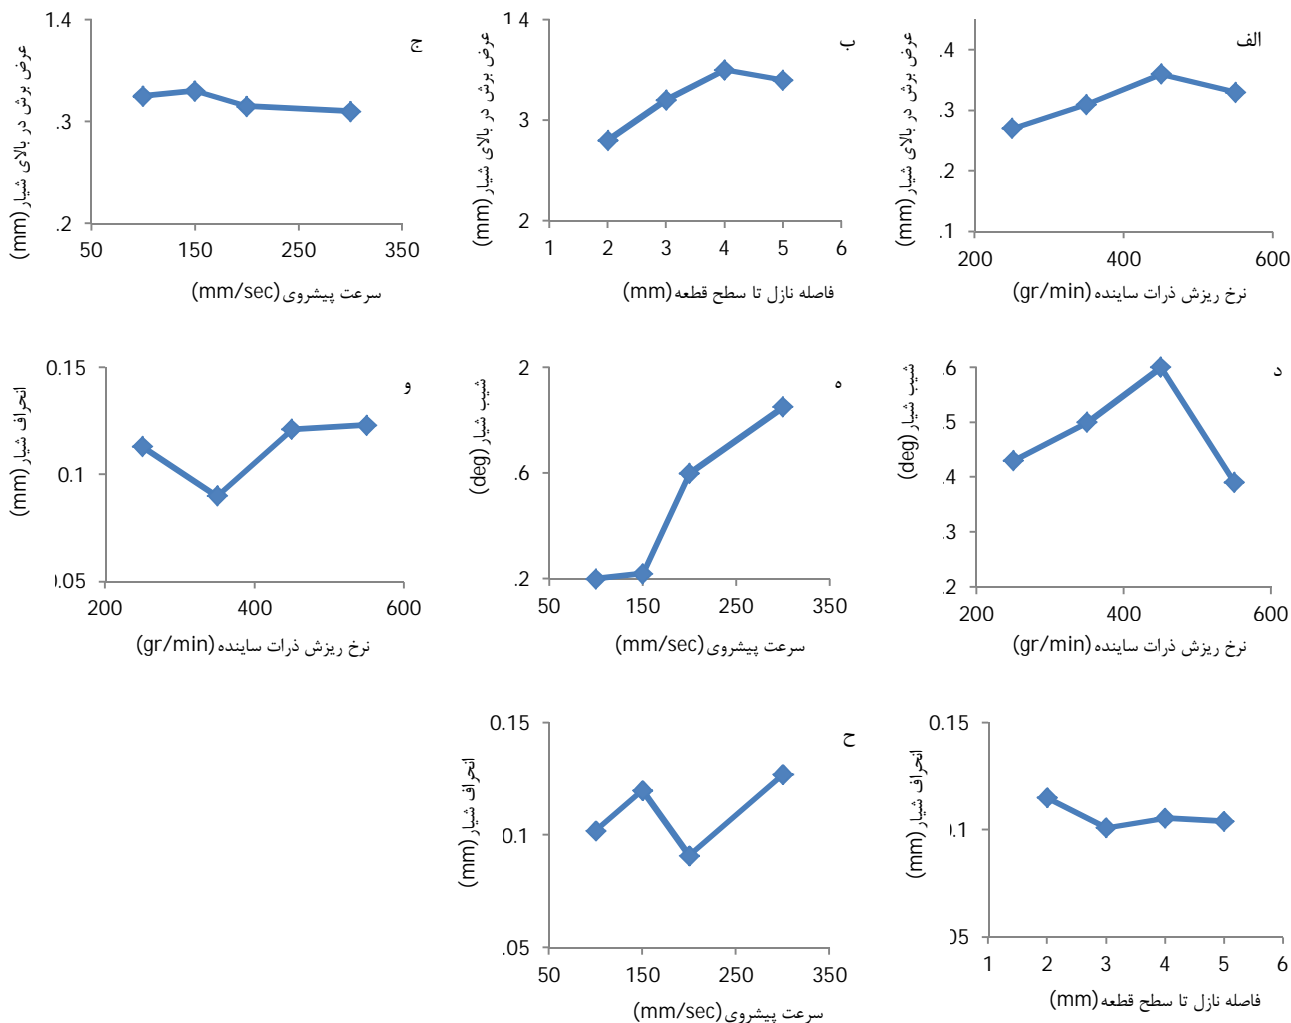 الف
عرض برش در بالای شیار (mm)
.4
.3
.2
.1
200
400
600
نرخ ریزش ذرات ساینده (gr/min)
ب
عرض برش در بالای شیار (mm)
1 4
3
2
1
2
3
4
5
6
فاصله نازل تا سطح قطعه (mm)
ج
عرض برش در بالای شیار (mm)
1.4
.3
.2
50
150
250
350
سرعت پیشروی (mm/sec)
د
شیب شیار (deg)
.6
.5
.4
.3
.2
200
400
600
نرخ ریزش ذرات ساینده (gr/min)
ه
شیب شیار (deg)
2
.6
.2
50
150
250
350
سرعت پیشروی (mm/sec)
و
انحراف شیار (mm)
0.15
0.1
.05
200
400
600
نرخ ریزش ذرات ساینده (gr/min)
انحراف شیار (mm)
0.15
0.1
05
1
2
3
4
5
6
فاصله نازل تا سطح قطعه (mm)
ح
انحراف شیار (mm)
0.15
0.1
.05
50
150
250
350
سرعت پیشروی (mm/sec)